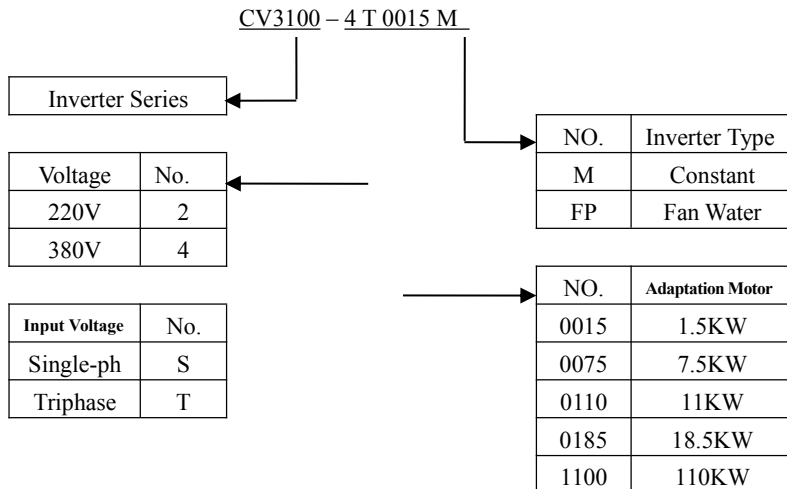 CV3100 – 4 T 0015 M
Inverter Series
Voltage No.
220V 2
380V 4
Input Voltage No.
Single-ph S
Triphase T
NO. Inverter Type
M Constant
FP Fan Water
NO. Adaptation Motor
0015 1.5KW
0075 7.5KW
0110 11KW
0185 18.5KW
1100 110KW